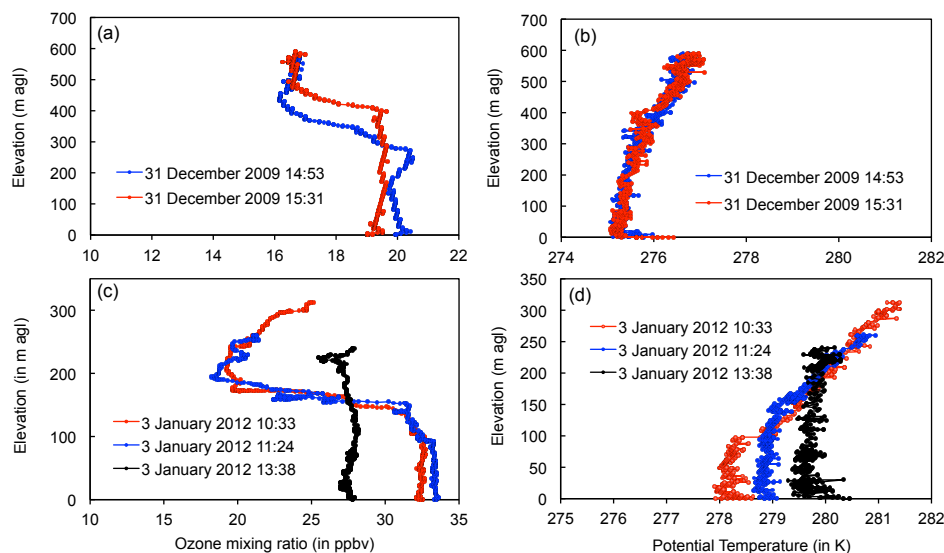 (a)
700
600
500
400
300
200
100
0
Elevation (m agl)
31 December 2009 14:53
31 December 2009 15:31
10 12 14 16 18 20 22
(b)
700
600
500
400
300
200
100
0
Elevation (m agl)
31 December 2009 14:53
31 December 2009 15:31
274 276 278 280 282
(c)
300
200
100
0
Elevation (in m agl)
3 January 2012 10:33
3 January 2012 11:24
3 January 2012 13:38
10 15 20 25 30 35
Ozone mixing ratio (in ppbv)
(d)
350
300
250
200
150
100
50
0
Elevation (m agl)
3 January 2012 10:33
3 January 2012 11:24
3 January 2012 13:38
275 276 277 278 279 280 281 282
Potential Temperature (in K)